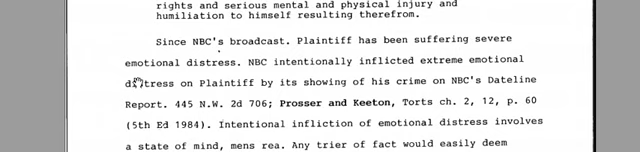 rights and serious mental and physical injury and
humiliation to himself resulting therefrom.
Since NBC's broadcast. Plaintiff has been suffering severe
emotional distress. NBC intentionally inflicted extreme emotional
on Plaintiff by its showing of his crime on NBC's Dateline
Report. 445 N.W. 2d 706; Prosser and Keeton, Torts ch. 2, 12, p. 60
(5th Ed 1984). Intentional infliction of emotional distress involves
a state of mind, mens rea. Any trier of fact would easily deem